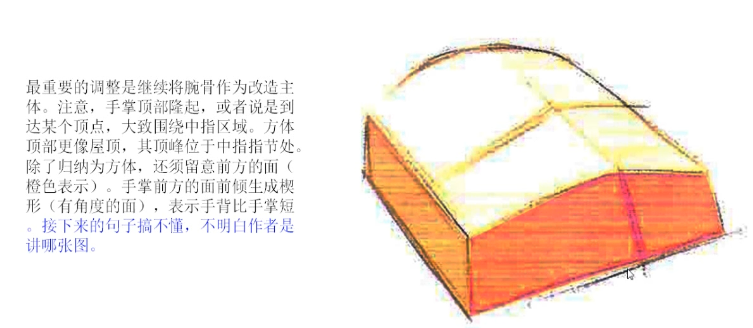 最重要的调整是继续将腕骨作为改造主
体。注意，手掌顶部隆起，或者说是到
达某个顶点，大致围绕中指区域。方体
顶部更像屋顶，其顶峰位于中指指节处。
除了归纳为方体，还须留意前方的面（
橙色表示）。手掌前方的面前倾生成楔
形（有角度的面），表示手背比手掌短
。接下来的句子搞不懂，不明白作者是
讲哪张图。